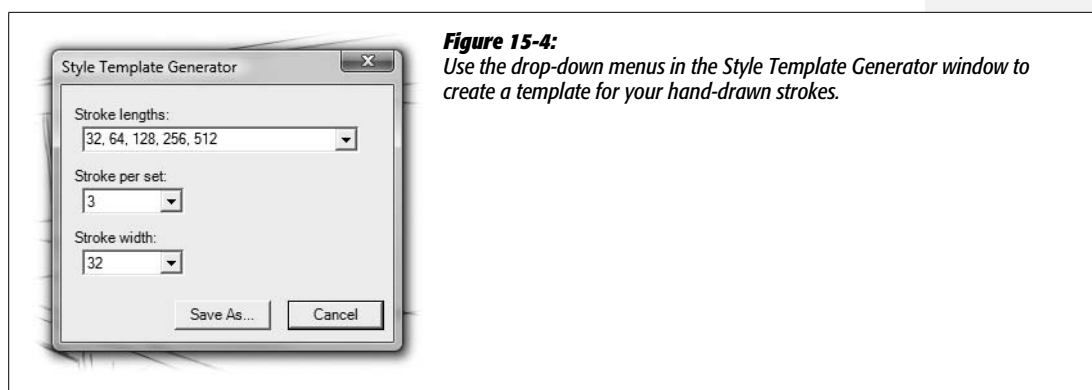 Figure 15-4:
Use the drop-down menus in the Style Template Generator window to
create a template for your hand-drawn strokes.
Style Template Generator
Stroke lengths:
32, 64, 128, 256, 512
Stroke per set:
3
Stroke width:
32
Save As...
Cancel